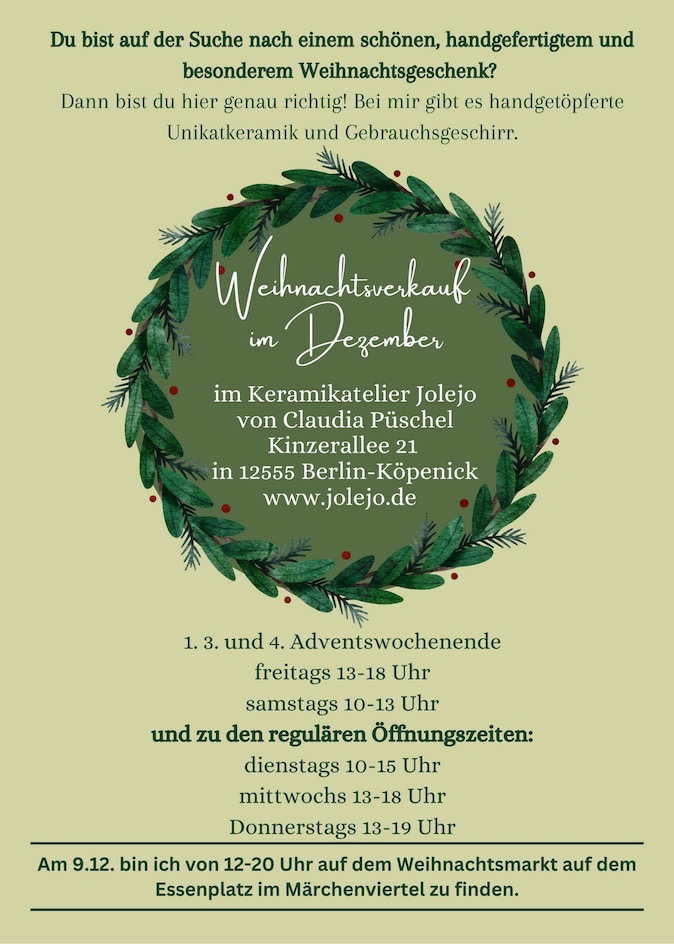 Du bist auf der Suche nach einem schönen, handgefertigtem und
besonderem Weihnachtsgeschenk?
Dann bist du hier genau richtig! Bei mir gibt es handgetöpferte
Unikatkeramik und Gebrauchsgeschirr.
Weihnachtsverkauf
im Dezember
im Keramikatelier Jolejo
von Claudia Püschel
Kinzerallee 21
in 12555 Berlin-Köpenick
www.jolejo.de
1. 3. und 4. Adventswochenende
freitags 13-18 Uhr
samstags 10-13 Uhr
und zu den regulären Öffnungszeiten:
dienstags 10-15 Uhr
mittwochs 13-18 Uhr
Donnerstags 13-19 Uhr
Am 9.12. bin ich von 12-20 Uhr auf dem Weihnachtsmarkt auf dem
Essenplatz im Märchenviertel zu finden.